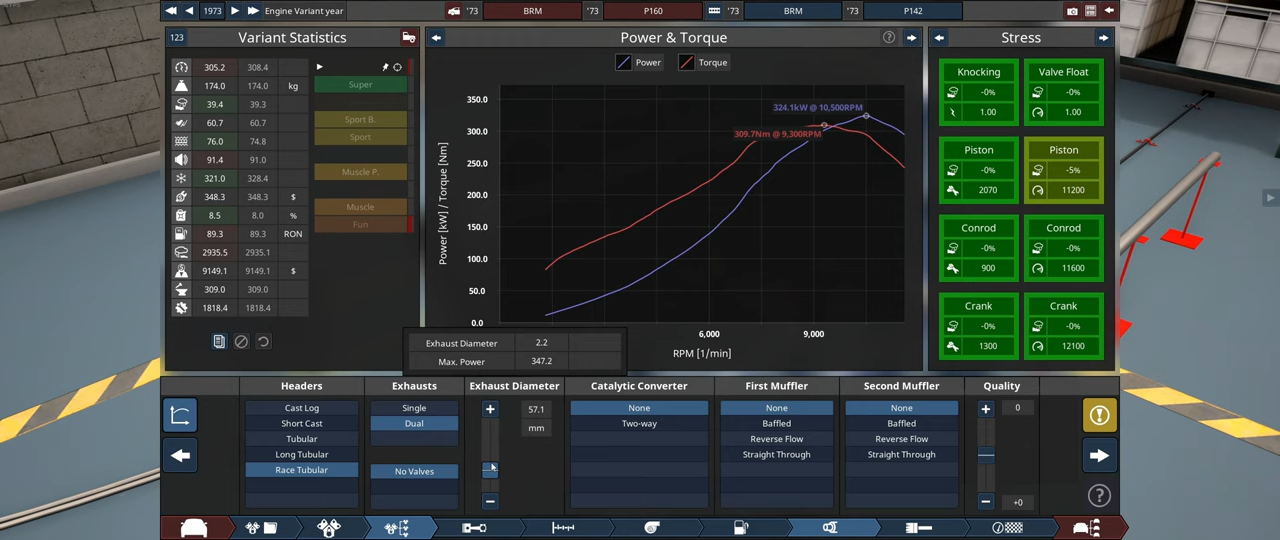 1973 Engine Variant year '73 BRM '73 P160 '73 BRM '73 P142
123 Variant Statistics
305.2 308.4
174.0 174.0 kg
39.4 39.3
60.7 60.7
76.0 74.8
91.4 91.0
321.0 328.4
348.3 348.3 $
8.5 8.0 %
89.3 89.3 RON
2935.5 2935.1
9149.1 9149.1 $
309.0 309.0
1818.4 1818.4
Super
Sport B.
Sport
Muscle P.
Muscle
Fun
Power & Torque
?
Power Torque
Power [kW] / Torque [Nm]
350.0
300.0
250.0
200.0
150.0
100.0
50.0
0.0
324.1kW @ 10,500RPM
309.7Nm @ 9,300RPM
6,000 9,000
RPM [1/min]
Exhaust Diameter 2.2
Max. Power 347.2
Stress
Knocking
-0%
1.00
Valve Float
-0%
1.00
Piston
-0%
2070
Piston
-5%
11200
Conrod
-0%
900
Conrod
-0%
11600
Crank
-0%
1300
Crank
-0%
12100
Headers
Cast Log
Short Cast
Tubular
Long Tubular
Race Tubular
Exhausts
Single
Dual
No Valves
Exhaust Diameter
+
57.1
mm
-
Catalytic Converter
None
Two-way
First Muffler
None
Baffled
Reverse Flow
Straight Through
Second Muffler
None
Baffled
Reverse Flow
Straight Through
Quality
+ 0
- +0
!
?